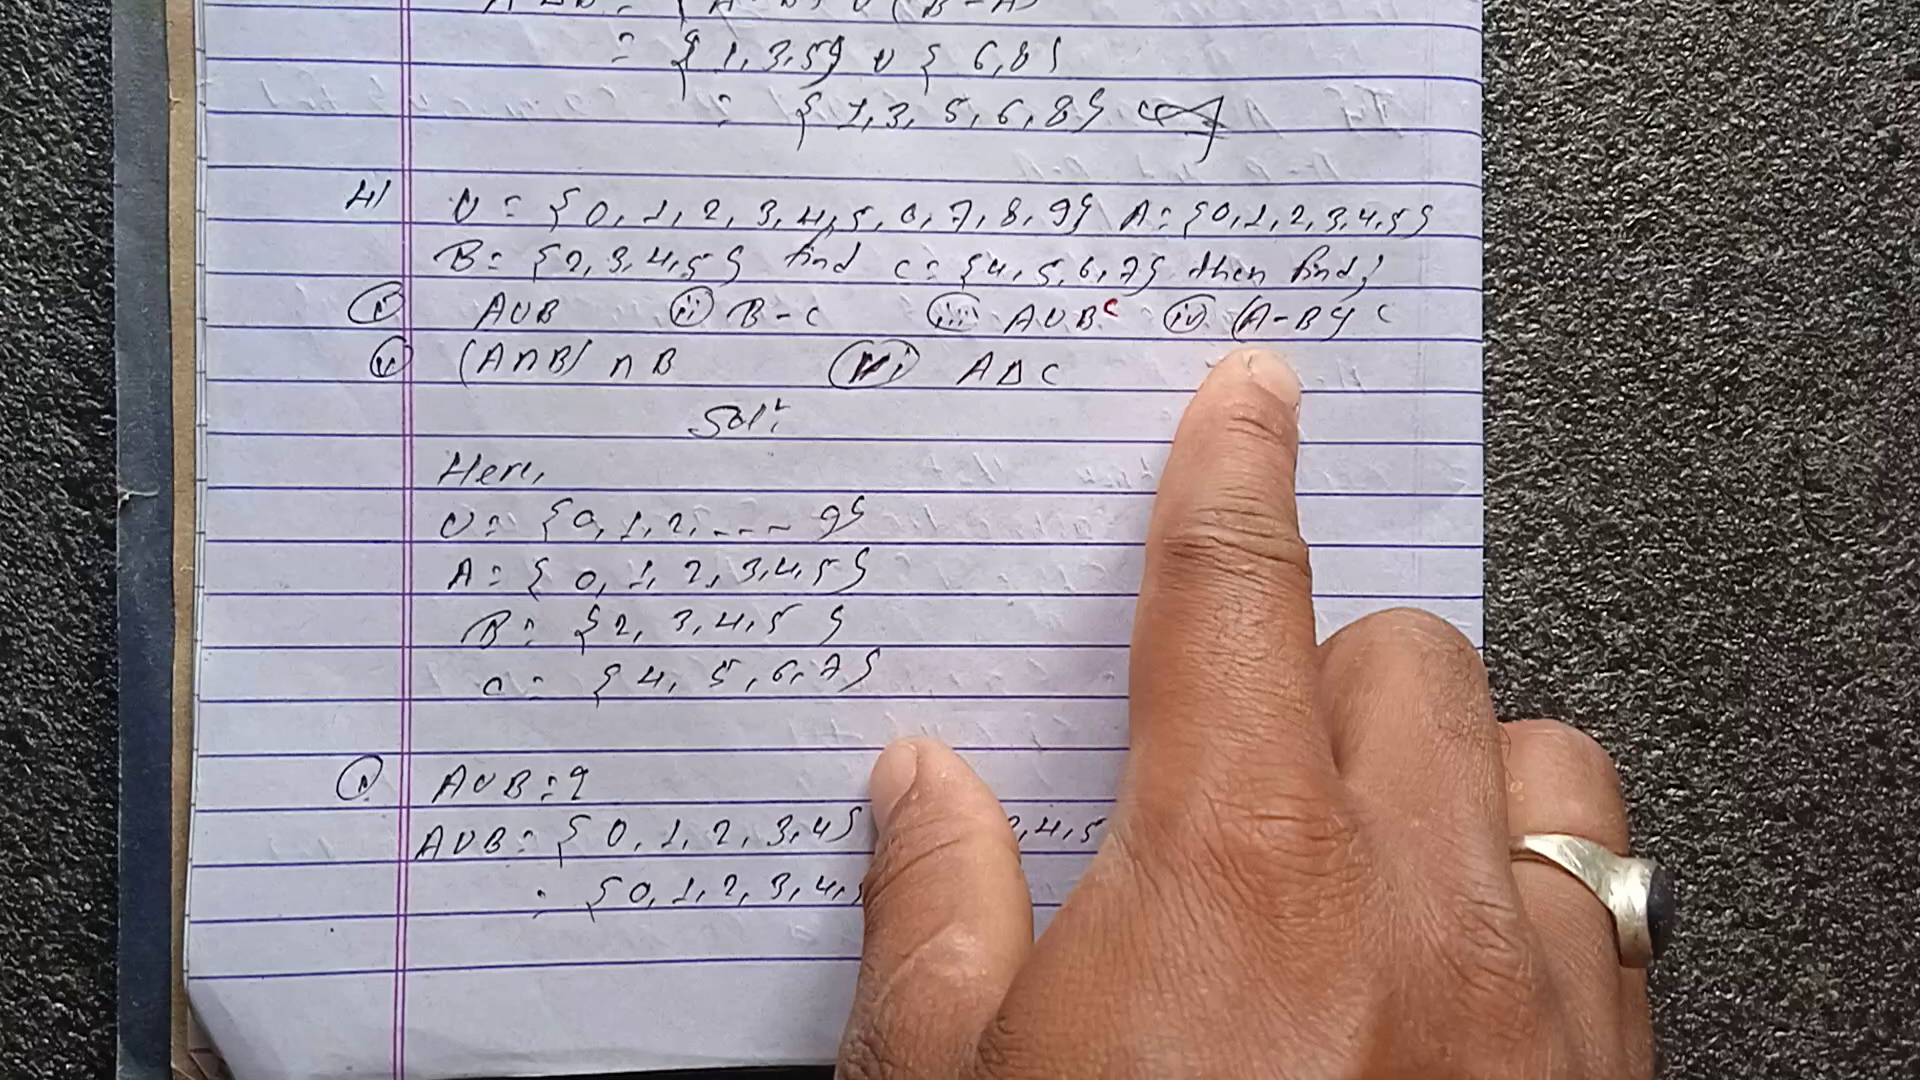 = {1,3,5} ∪ {6,8}
= {1,3,5,6,8}
4) U = {0,1,2,3,4,5,6,7,8,9} A = {0,1,2,3,4,5}
B = {2,3,4,5} and C = {4,5,6,7} then find;
(i) A∪B (ii) B-C (iii) A∪B^c (iv) (A-B)∪C
(v) (A∩B)∩B (vi) A△C
Solⁿ:
Here,
U = {0,1,2,---9}
A = {0,1,2,3,4,5}
B = {2,3,4,5}
C = {4,5,6,7}
(i) A∪B = ?
A∪B = {0,1,2,3,4} ,4,5
= {0,1,2,3,4,